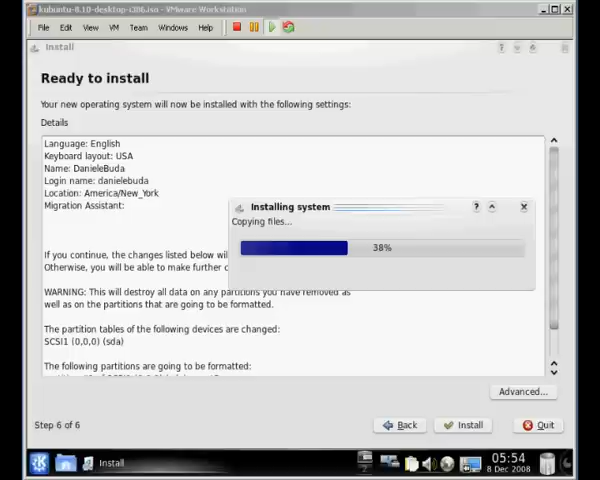 kubuntu-8.10-desktop-i386.iso - VMware Workstation
File Edit View VM Team Windows Help
Install
Ready to install
Your new operating system will now be installed with the following settings:
Details
Language: English
Keyboard layout: USA
Name: DanieleBuda
Login name: danielebuda
Location: America/New_York
Migration Assistant:
Installing system
Copying files...
38%
If you continue, the changes listed below wil
Otherwise, you will be able to make further c
WARNING: This will destroy all data on any partitions you have removed as
well as on the partitions that are going to be formatted.
The partition tables of the following devices are changed:
SCSI1 (0,0,0) (sda)
The following partitions are going to be formatted:
Advanced...
Step 6 of 6
Back
Install
Quit
Install
05:54
8 Dec 2008